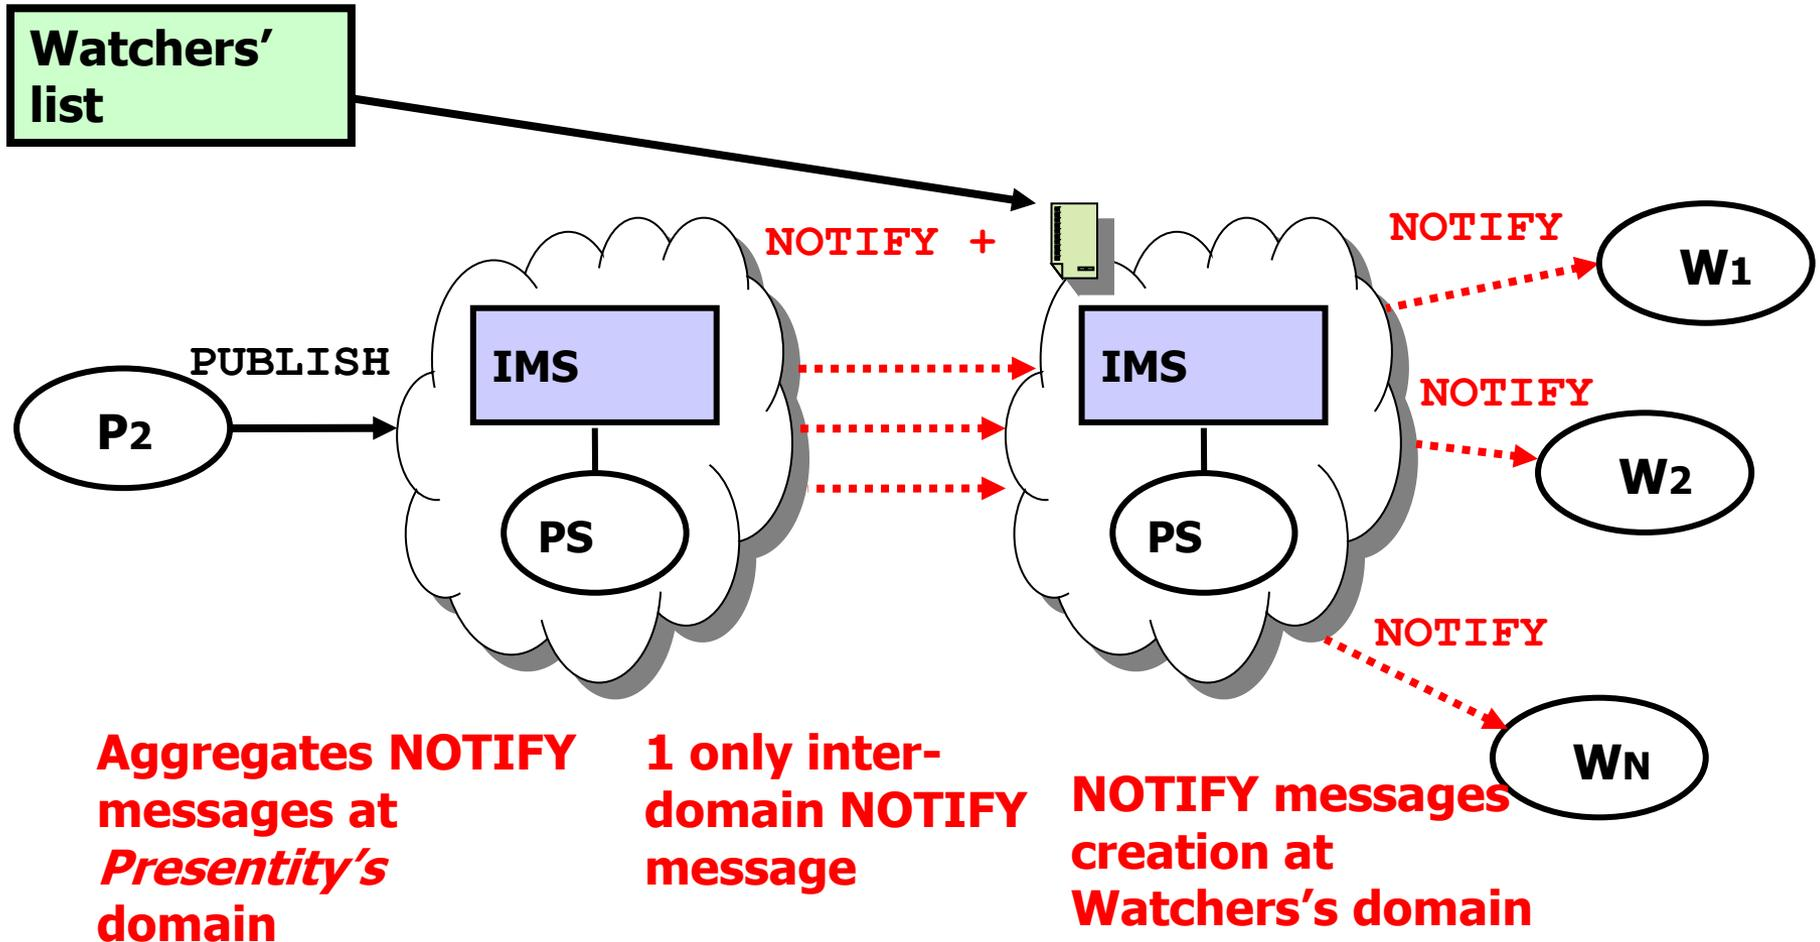 Watchers’
list
NOTIFY +
NOTIFY
W1
PUBLISH
IMS
IMS
NOTIFY
P2
W2
PS
PS
NOTIFY
WN
Aggregates NOTIFY
messages at
Presentity’s
domain
1 only inter-
domain NOTIFY
message
NOTIFY messages
creation at
Watchers’s domain